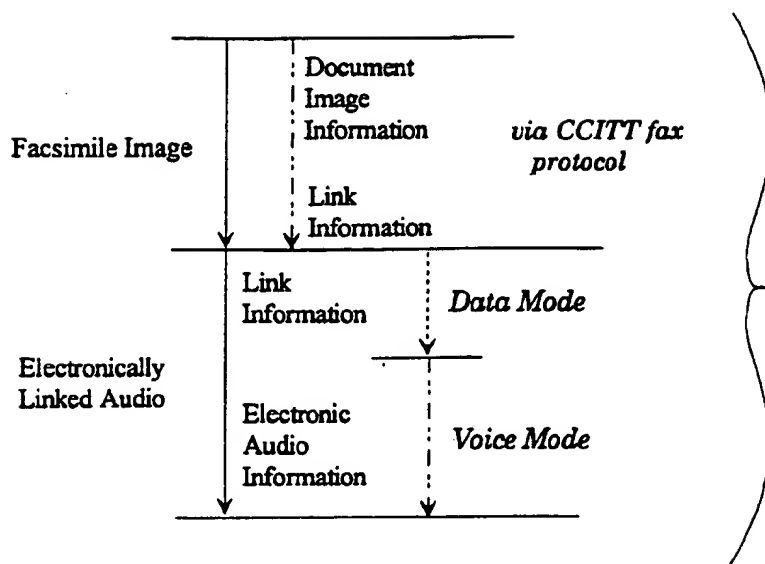 Document
Image
Information
Facsimile Image
via CCITT fax
protocol
Link
Information
Link
Information
Data Mode
Electronically
Linked Audio
Electronic
Audio
Information
Voice Mode